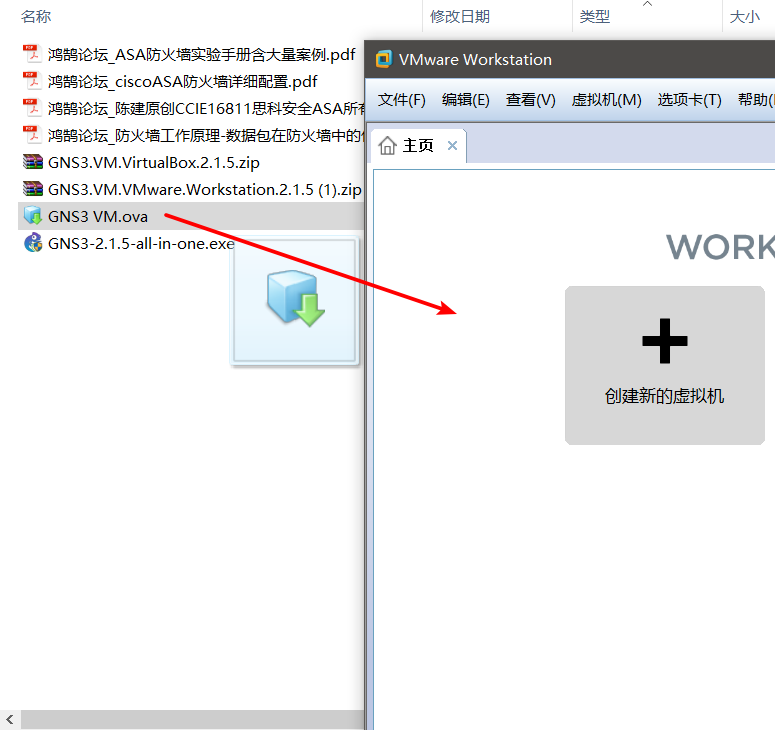 名称 修改日期 类型 大小
鸿鹄论坛_ASA防火墙实验手册含大量案例.pdf
鸿鹄论坛_ciscoASA防火墙详细配置.pdf
鸿鹄论坛_陈建原创CCIE16811思科安全ASA所
鸿鹄论坛_防火墙工作原理-数据包在防火墙中的
GNS3.VM.VirtualBox.2.1.5.zip
GNS3.VM.VMware.Workstation.2.1.5 (1).zip
GNS3 VM.ova
GNS3-2.1.5-all-in-one.exe
VMware Workstation
文件(F) 编辑(E) 查看(V) 虚拟机(M) 选项卡(T) 帮助(
主页
WORK
创建新的虚拟机